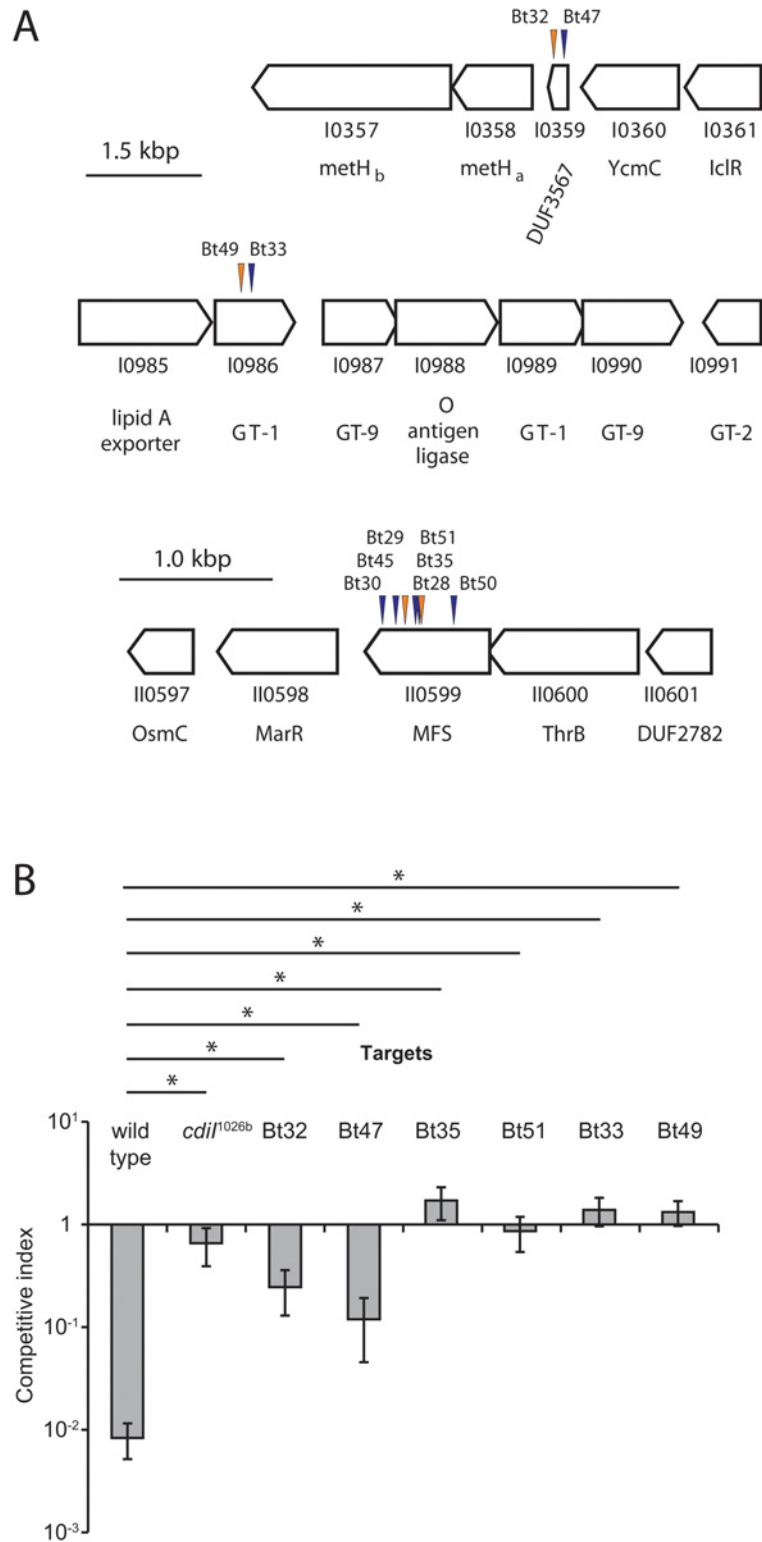 A
Bt32 Bt47
I0357 I0358 I0359 I0360 I0361
1.5 kbp
metH b metH a DUF3567 YcmC IclR
Bt49 Bt33
I0985 I0986 I0987 I0988 I0989 I0990 I0991
lipid A
exporter GT-1 GT-9 O
antigen
ligase GT-1 GT-9 GT-2
1.0 kbp
Bt29 Bt51
Bt45 Bt35
Bt30 Bt28 Bt50
II0597 II0598 II0599 II0600 II0601
OsmC MarR MFS ThrB DUF2782
B
*
*
*
*
*
*
*
Targets
wild
type cdiI1026b Bt32 Bt47 Bt35 Bt51 Bt33 Bt49
Competitive index
101
1
10-1
10-2
10-3